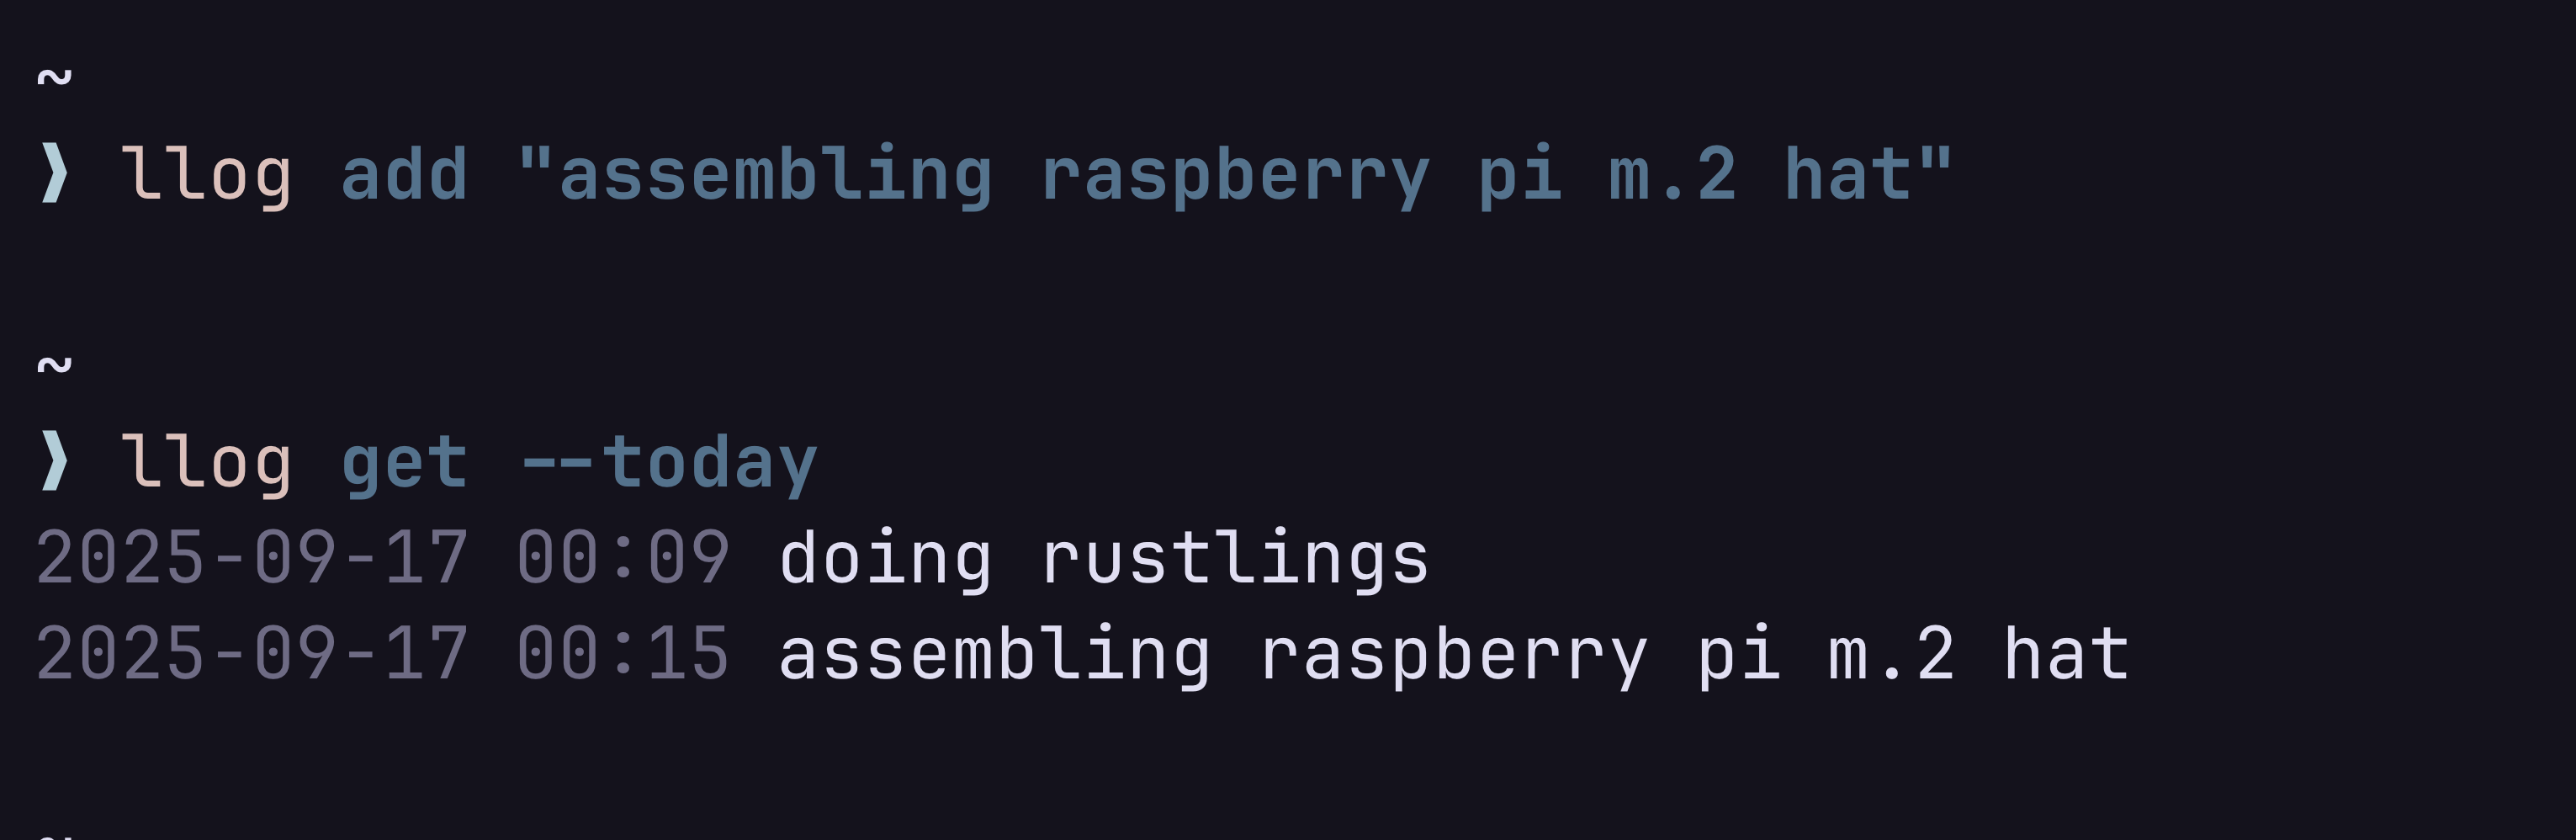 ~
❯ llog add "assembling raspberry pi m.2 hat"
~
❯ llog get --today
2025-09-17 00:09 doing rustlings
2025-09-17 00:15 assembling raspberry pi m.2 hat
~